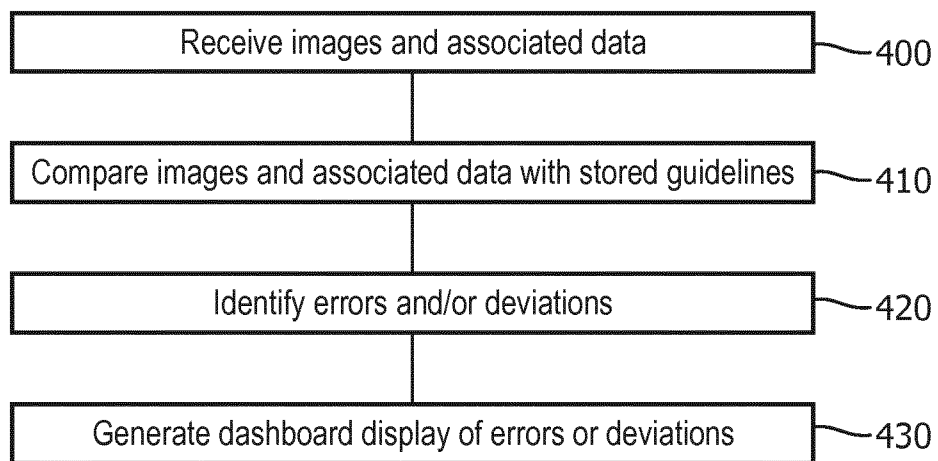 Receive images and associated data
400
Compare images and associated data with stored guidelines
410
Identify errors and/or deviations
420
Generate dashboard display of errors or deviations
430